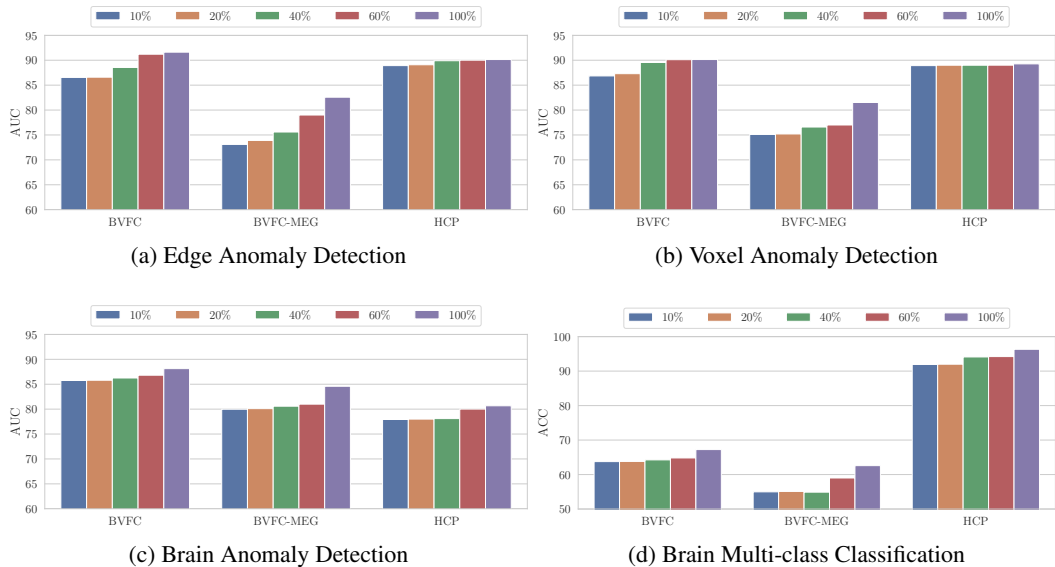 10% 20% 40% 60% 100%
95
90
85
80
75
70
65
60
AUC
BVFC BVFC-MEG HCP
(a) Edge Anomaly Detection
10% 20% 40% 60% 100%
95
90
85
80
75
70
65
60
AUC
BVFC BVFC-MEG HCP
(b) Voxel Anomaly Detection
10% 20% 40% 60% 100%
95
90
85
80
75
70
65
60
AUC
BVFC BVFC-MEG HCP
(c) Brain Anomaly Detection
10% 20% 40% 60% 100%
100
90
80
70
60
50
ACC
BVFC BVFC-MEG HCP
(d) Brain Multi-class Classification